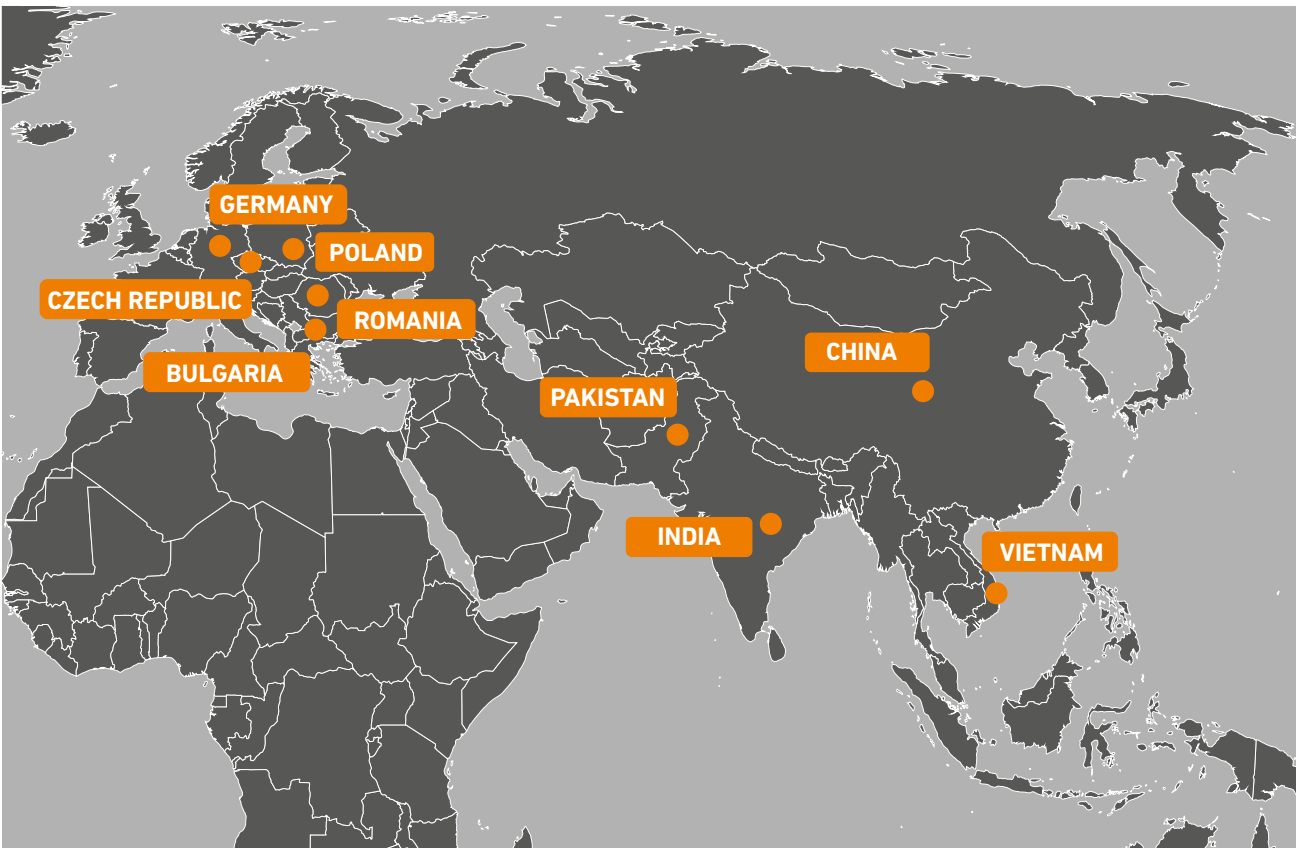 GERMANY
POLAND
CZECH REPUBLIC
ROMANIA
BULGARIA
CHINA
PAKISTAN
INDIA
VIETNAM